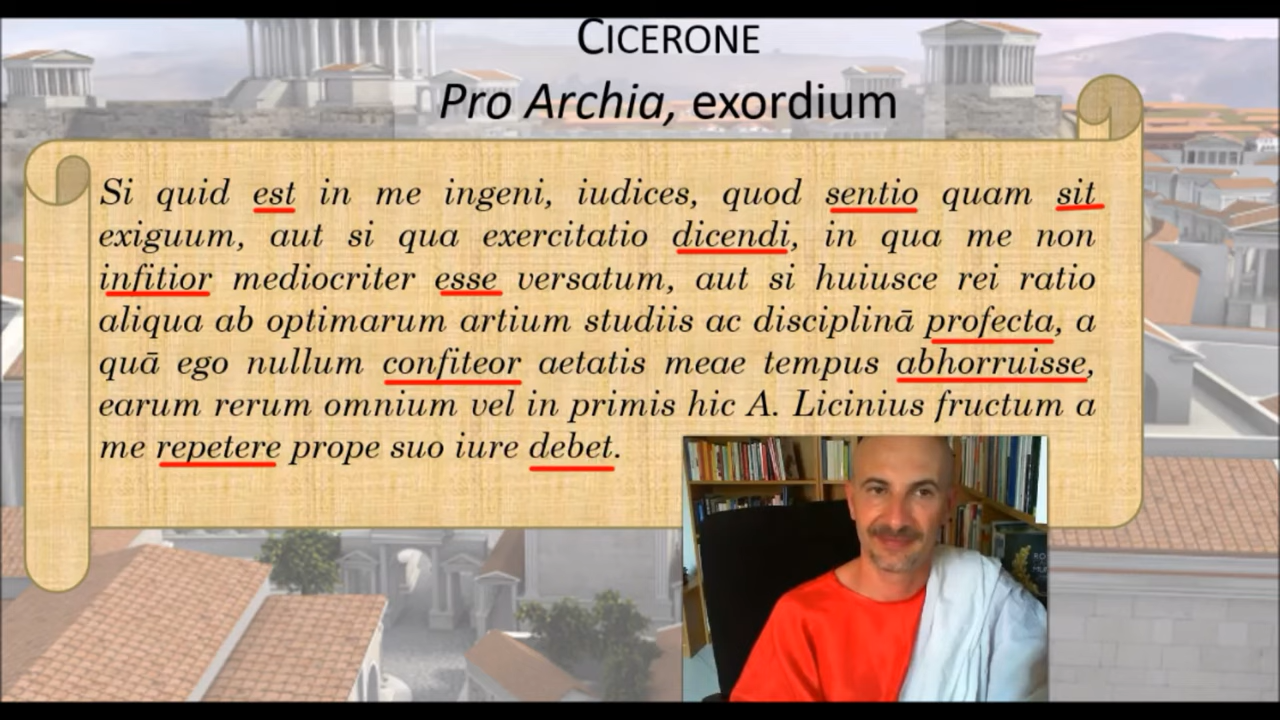 CICERONE
Pro Archia, exordium
Si quid est in me ingeni, iudices, quod sentio quam sit
exiguum, aut si qua exercitatio dicendi, in qua me non
infitior mediocriter esse versatum, aut si huiusce rei ratio
aliqua ab optimarum artium studiis ac disciplinā profecta, a
quā ego nullum confiteor aetatis meae tempus abhorruisse,
earum rerum omnium vel in primis hic A. Licinius fructum a
me repetere prope suo iure debet.